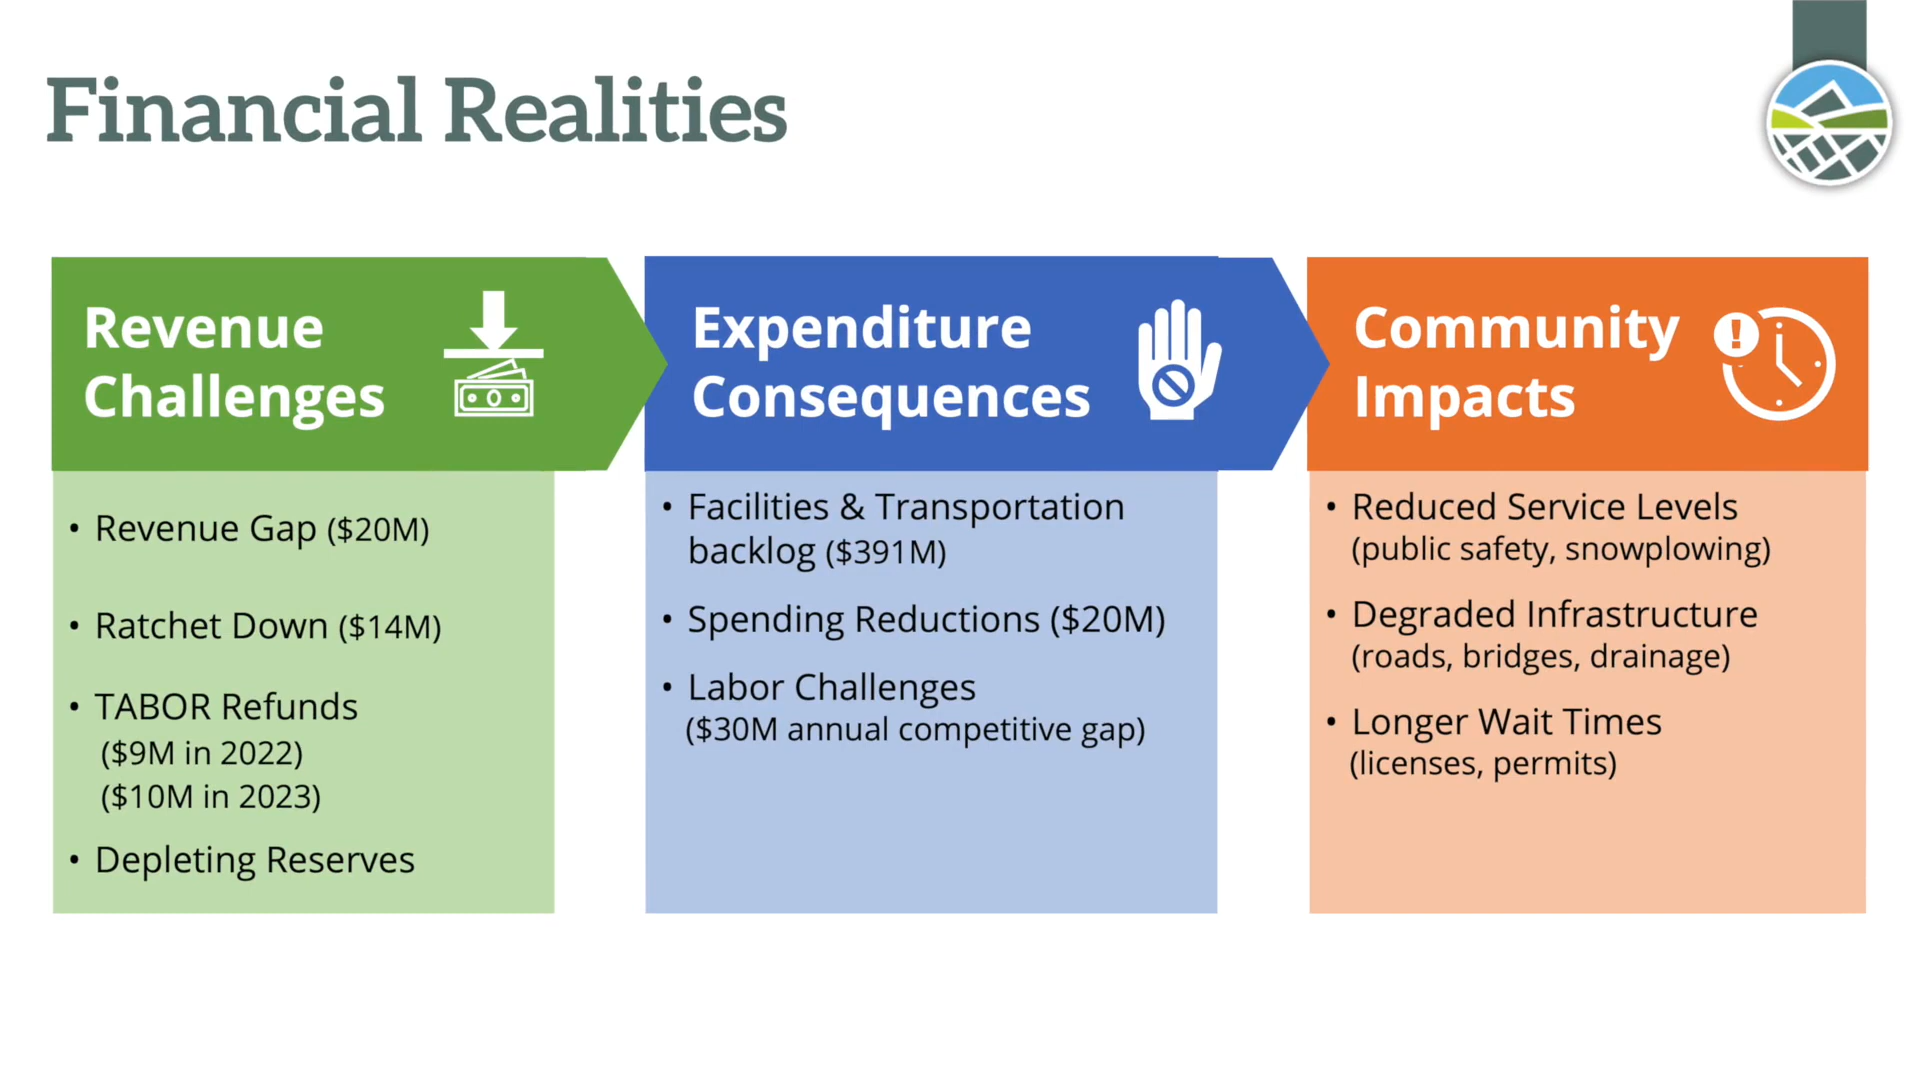 Financial Realities
Revenue
Challenges
• Revenue Gap ($20M)
• Ratchet Down ($14M)
• TABOR Refunds
($9M in 2022)
($10M in 2023)
• Depleting Reserves
Expenditure
Consequences
• Facilities & Transportation
backlog ($391M)
• Spending Reductions ($20M)
• Labor Challenges
($30M annual competitive gap)
Community
Impacts
• Reduced Service Levels
(public safety, snowplowing)
• Degraded Infrastructure
(roads, bridges, drainage)
• Longer Wait Times
(licenses, permits)